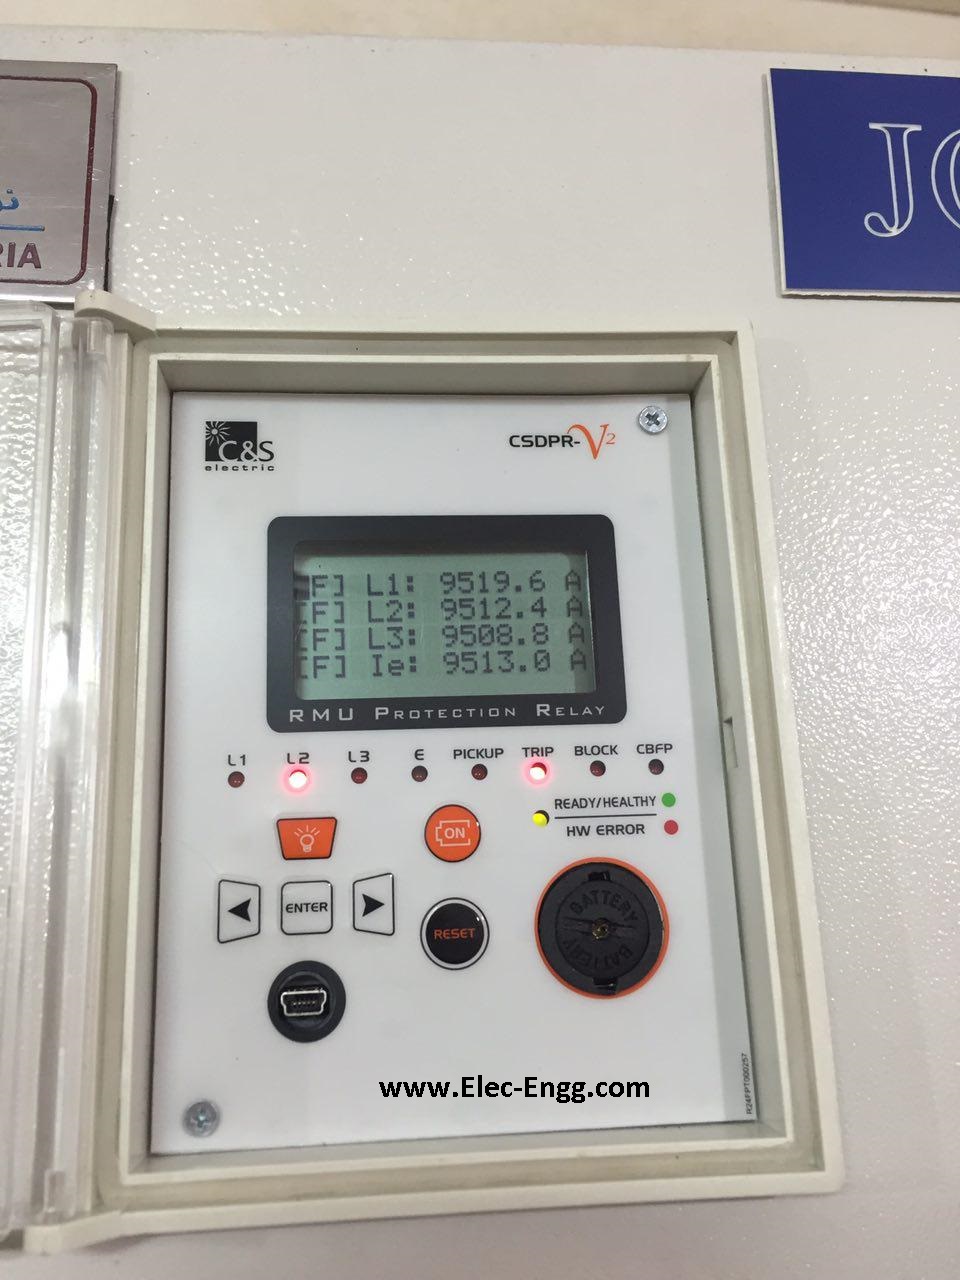 RIA
J
C&S
electric
CSDPR-V2
[F] L1: 9519.6 A
[F] L2: 9512.4 A
[F] L3: 9508.8 A
[F] Ie: 9513.0 A
RMU PROTECTION RELAY
L1 L2 L3 E PICKUP TRIP BLOCK CBFP
READY/HEALTHY
HW ERROR
ON
ENTER
RESET
BATTERY
BATTERY
www.Elec-Engg.com
R24FPT000257